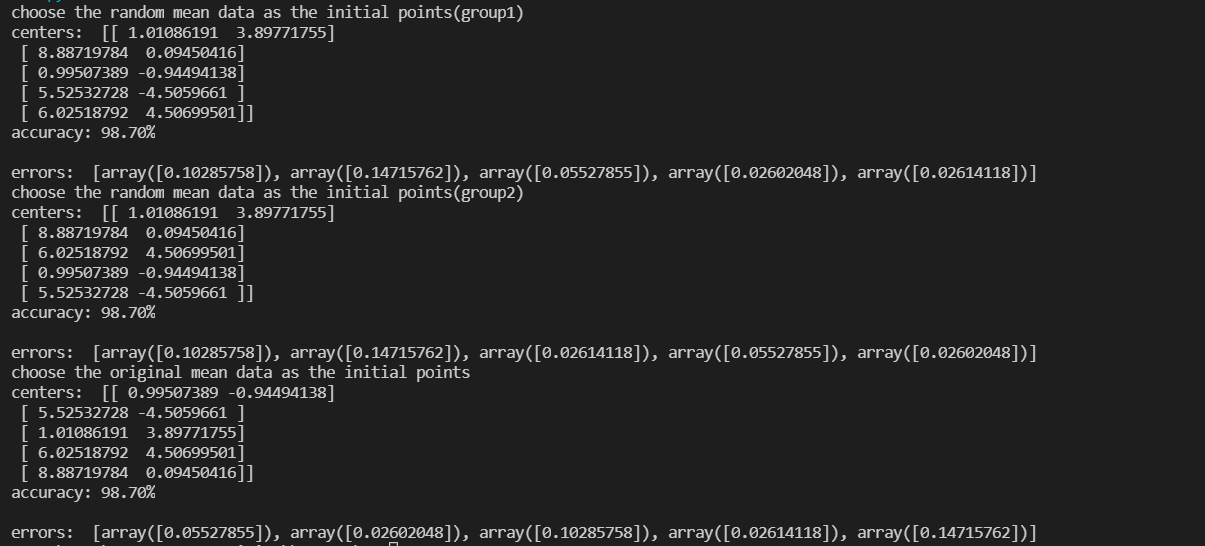 choose the random mean data as the initial points(group1)
centers:  [[ 1.01086191  3.89771755]
 [ 8.88719784  0.09450416]
 [ 0.99507389 -0.94494138]
 [ 5.52532728 -4.5059661 ]
 [ 6.02518792  4.50699501]]
accuracy: 98.70%
errors:  [array([0.10285758]), array([0.14715762]), array([0.05527855]), array([0.02602048]), array([0.02614118])]
choose the random mean data as the initial points(group2)
centers:  [[ 1.01086191  3.89771755]
 [ 8.88719784  0.09450416]
 [ 6.02518792  4.50699501]
 [ 0.99507389 -0.94494138]
 [ 5.52532728 -4.5059661 ]]
accuracy: 98.70%
errors:  [array([0.10285758]), array([0.14715762]), array([0.02614118]), array([0.05527855]), array([0.02602048])]
choose the original mean data as the initial points
centers:  [[ 0.99507389 -0.94494138]
 [ 5.52532728 -4.5059661 ]
 [ 1.01086191  3.89771755]
 [ 6.02518792  4.50699501]
 [ 8.88719784  0.09450416]]
accuracy: 98.70%
errors:  [array([0.05527855]), array([0.02602048]), array([0.10285758]), array([0.02614118]), array([0.14715762])]